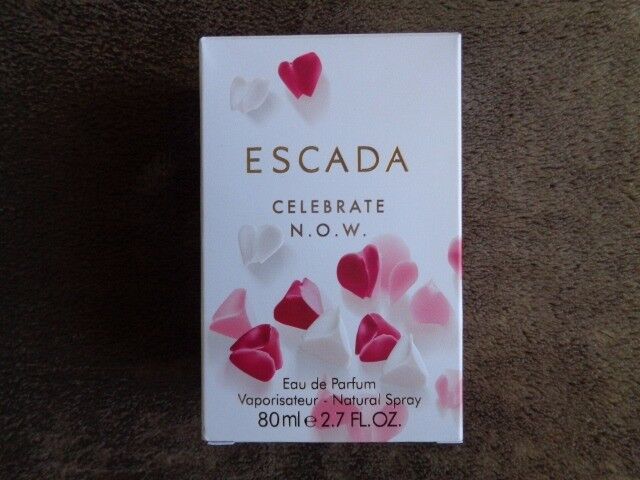 ESCADA
CELEBRATE
N.O.W.
Eau de Parfum
Vaporisateur - Natural Spray
80ml e 2.7 FL.OZ.